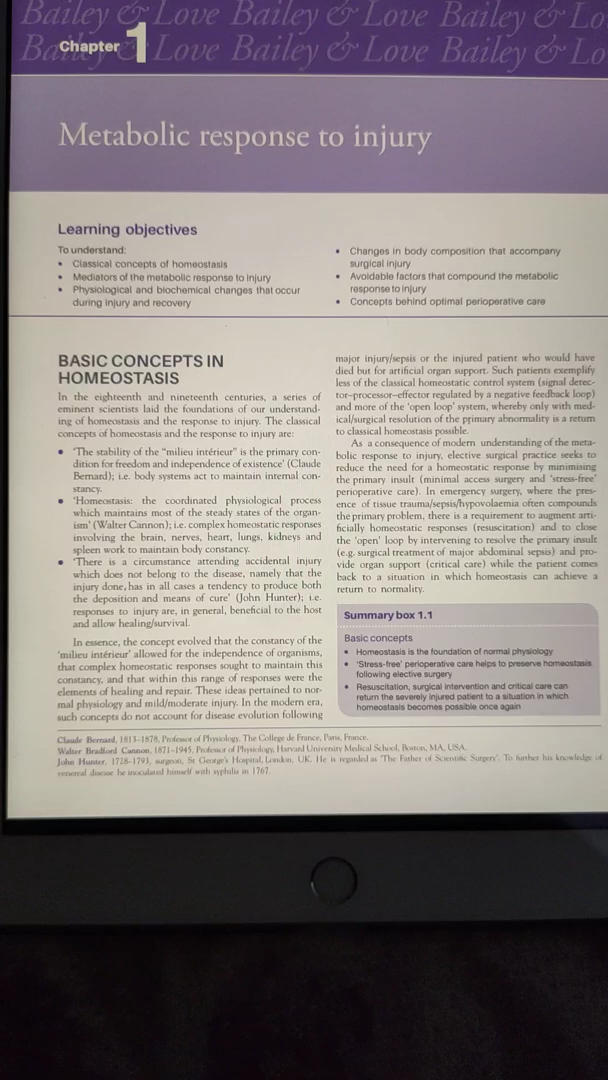 Bailey & Love Bailey & Love Bailey & Lo
Bailey & Love Bailey & Love Bailey & Lo
Chapter 1
Metabolic response to injury
Learning objectives
To understand:
• Classical concepts of homeostasis
• Mediators of the metabolic response to injury
• Physiological and biochemical changes that occur
during injury and recovery
• Changes in body composition that accompany
surgical injury
• Avoidable factors that compound the metabolic
response to injury
• Concepts behind optimal perioperative care
BASIC CONCEPTS IN
HOMEOSTASIS
In the eighteenth and nineteenth centuries, a series of
eminent scientists laid the foundations of our understand-
ing of homeostasis and the response to injury. The classical
concepts of homeostasis and the response to injury are:
• 'The stability of the "milieu intérieur" is the primary con-
dition for freedom and independence of existence' (Claude
Bernard); i.e. body systems act to maintain internal con-
stancy.
• 'Homeostasis: the coordinated physiological process
which maintains most of the steady states of the organ-
ism' (Walter Cannon); i.e. complex homeostatic responses
involving the brain, nerves, heart, lungs, kidneys and
spleen work to maintain body constancy.
• 'There is a circumstance attending accidental injury
which does not belong to the disease, namely that the
injury done, has in all cases a tendency to produce both
the deposition and means of cure' (John Hunter); i.e.
responses to injury are, in general, beneficial to the host
and allow healing/survival.
In essence, the concept evolved that the constancy of the
'milieu intérieur' allowed for the independence of organisms,
that complex homeostatic responses sought to maintain this
constancy, and that within this range of responses were the
elements of healing and repair. These ideas pertained to nor-
mal physiology and mild/moderate injury. In the modern era,
such concepts do not account for disease evolution following
major injury/sepsis or the injured patient who would have
died but for artificial organ support. Such patients exemplify
less of the classical homeostatic control system (signal detec-
tor–processor–effector regulated by a negative feedback loop)
and more of the 'open loop' system, whereby only with med-
ical/surgical resolution of the primary abnormality is a return
to classical homeostasis possible.
As a consequence of modern understanding of the meta-
bolic response to injury, elective surgical practice seeks to
reduce the need for a homeostatic response by minimising
the primary insult (minimal access surgery and 'stress-free'
perioperative care). In emergency surgery, where the pres-
ence of tissue trauma/sepsis/hypovolaemia often compounds
the primary problem, there is a requirement to augment arti-
ficially homeostatic responses (resuscitation) and to close
the 'open' loop by intervening to resolve the primary insult
(e.g. surgical treatment of major abdominal sepsis) and pro-
vide organ support (critical care) while the patient comes
back to a situation in which homeostasis can achieve a
return to normality.
Summary box 1.1
Basic concepts
• Homeostasis is the foundation of normal physiology
• 'Stress-free' perioperative care helps to preserve homeostasis
following elective surgery
• Resuscitation, surgical intervention and critical care can
return the severely injured patient to a situation in which
homeostasis becomes possible once again
Claude Bernard, 1813–1878, Professor of Physiology, The College de France, Paris, France.
Walter Bradford Cannon, 1871–1945, Professor of Physiology, Harvard University Medical School, Boston, MA, USA.
John Hunter, 1728–1793, surgeon, St George's Hospital, London, UK. He is regarded as 'The Father of Scientific Surgery'. To further his knowledge of
venereal disease he inoculated himself with syphilis in 1767.